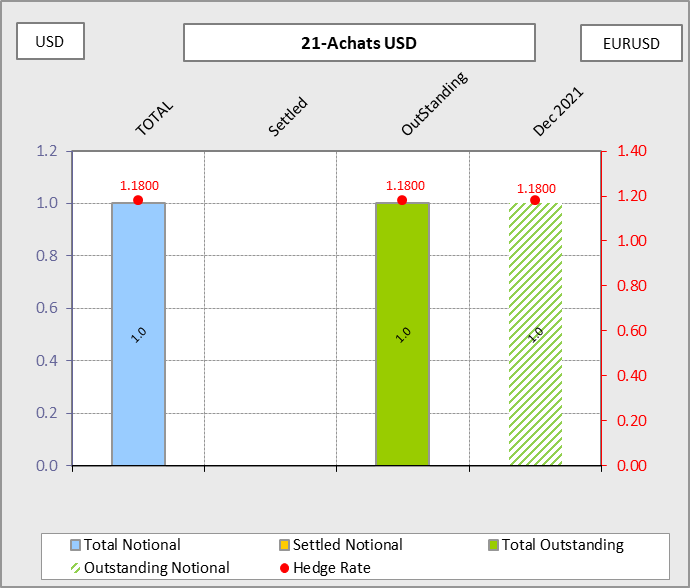 USD
21-Achats USD
EURUSD
TOTAL
Settled
OutStanding
Dec 2021
1.2
1.0
0.8
0.6
0.4
0.2
0.0
1.1800
1.1800
1.1800
1.0
1.0
1.0
1.40
1.20
1.00
0.80
0.60
0.40
0.20
0.00
Total Notional
Settled Notional
Total Outstanding
Outstanding Notional
Hedge Rate